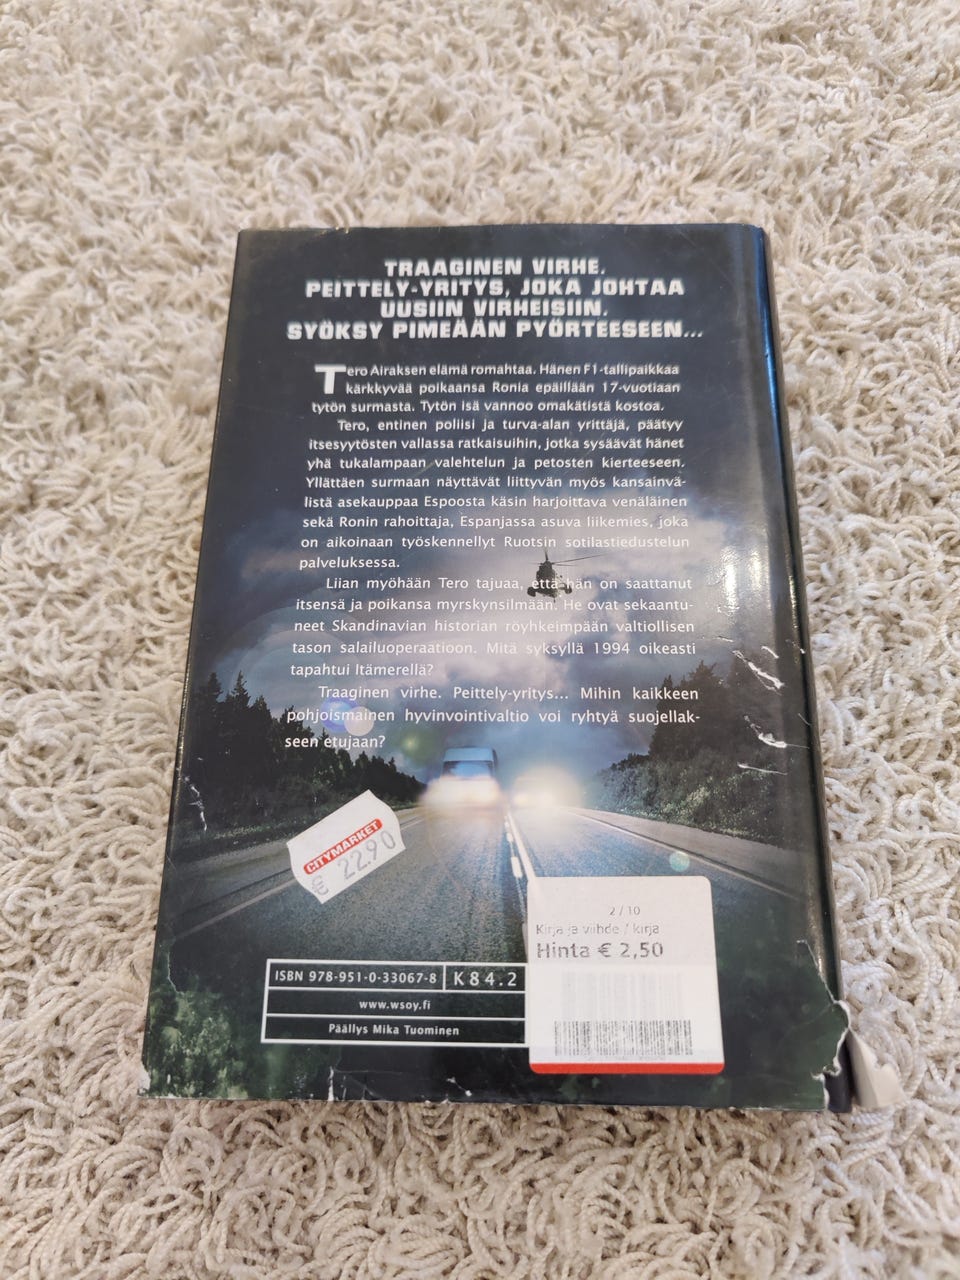 TRAAGINEN VIRHE.
PEITTELY-YRITYS, JOKA JOHTAA
UUSIIN VIRHEISIIN.
SYÖKSY PIMEÄÄN PYÖRTEESEEN...
Tero Airaksen elämä romahtaa. Hänen F1-tallipaikkaa
kärkkyvää poikaansa Ronia epäillään 17-vuotiaan
tytön surmasta. Tytön isä vannoo omakätistä kostoa.
Tero, entinen poliisi ja turva-alan yrittäjä, päätyy
itsesyytösten vallassa ratkaisuihin, jotka sysäävät hänet
yhä tukalampaan valehtelun ja petosten kierteeseen.
Yllättäen surmaan näyttävät liittyvän myös kansainvä-
listä asekauppaa Espoosta käsin harjoittava venäläinen
sekä Ronin rahoittaja, Espanjassa asuva liikemies, joka
on aikoinaan työskennellyt Ruotsin sotilastiedustelun
palveluksessa.
Liian myöhään Tero tajuaa, että hän on saattanut
itsensä ja poikansa myrskynsilmään. He ovat sekaantu-
neet Skandinavian historian röyhkeimpään valtiollisen
tason salailuoperaatioon. Mitä syksyllä 1994 oikeasti
tapahtui Itämerellä?
Traaginen virhe. Peittely-yritys... Mihin kaikkeen
pohjoismainen hyvinvointivaltio voi ryhtyä suojellak-
seen etujaan?
CITYMARKET
€ 22.90
2/10
Kirja ja viihde / kirja
Hinta € 2,50
ISBN 978-951-0-33067-8 K 84.2
www.wsoy.fi
Päällys Mika Tuominen